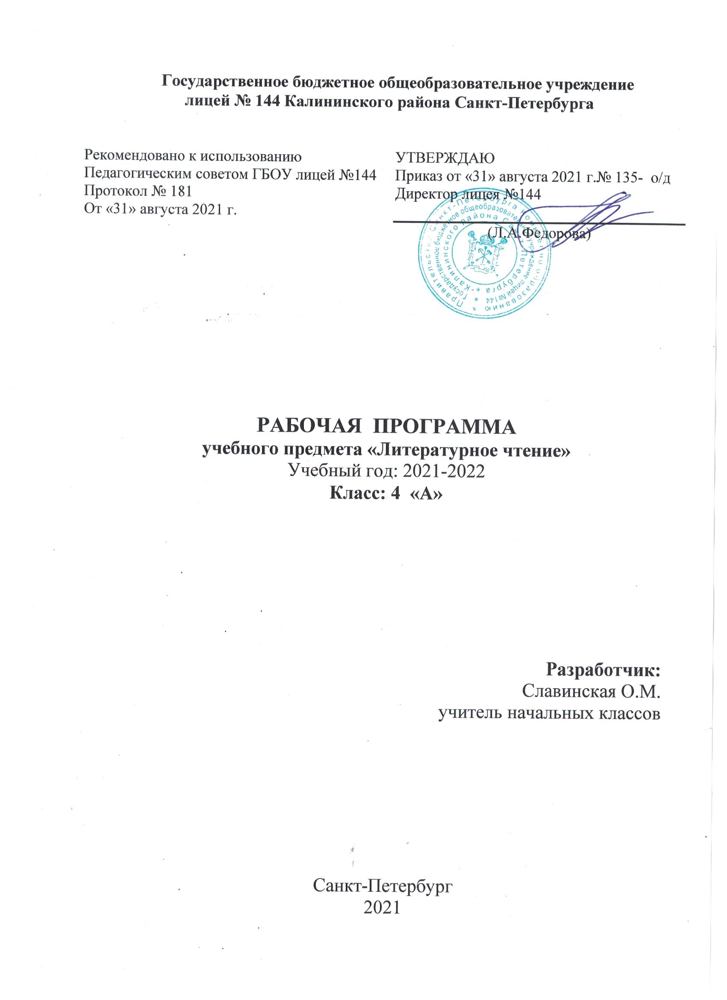 Государственное бюджетное общеобразовательное учреждение
лицей № 144 Калининского района Санкт-Петербурга
Рекомендовано к использованию
Педагогическим советом ГБОУ лицей №144
Протокол № 181
От «31» августа 2021 г.
УТВЕРЖДАЮ
Приказ от «31» августа 2021 г.№ 135-  о/д
Директор лицея №144
(Л.А.Федорова)
Правительство Санкт-Петербурга Комитет по образованию *
Государственное бюджетное общеобразовательное учреждение лицей №144 *
Калининского района Санкт-Петербурга *
РАБОЧАЯ  ПРОГРАММА
учебного предмета «Литературное чтение»
Учебный год: 2021-2022
Класс: 4  «А»
Разработчик:
Славинская О.М.
учитель начальных классов
Санкт-Петербург
2021